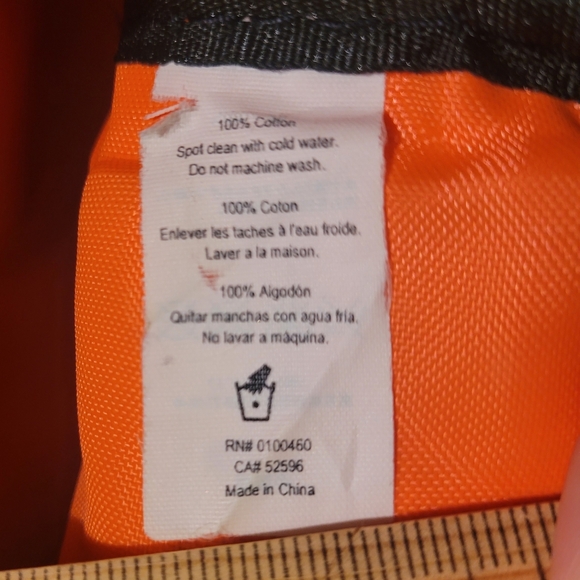 100% Cotton
Spot clean with cold water.
Do not machine wash.
100% Coton
Enlever les taches à l'eau froide.
Laver a la maison.
100% Algodón
Quitar manchas con agua fría.
No lavar a máquina.
RN# 0100460
CA# 52596
Made in China